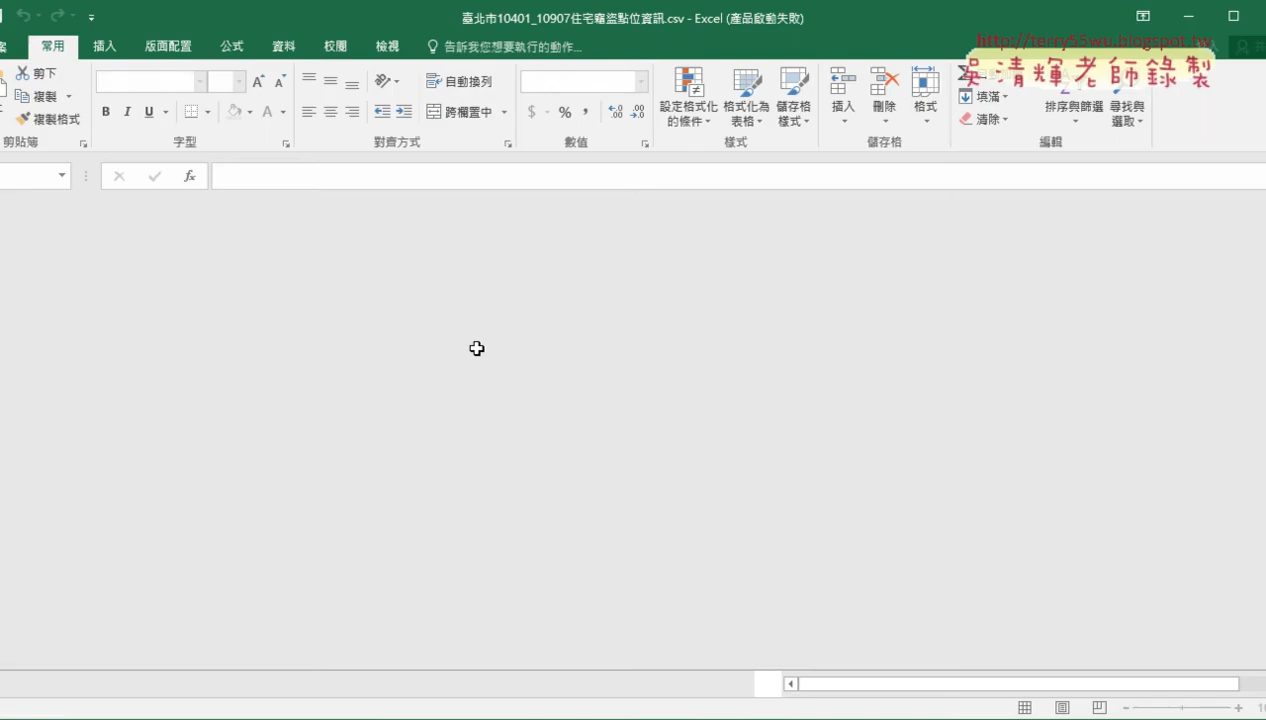 臺北市10401_10907住宅竊盜點位資訊.csv - Excel (產品啟動失敗)
常用 插入 版面配置 公式 資料 校閱 檢視 告訴我您想要執行的動作...
http://terry55wu.blogspot.tw
吳清輝老師錄製
剪下
複製
複製格式
剪貼簿
B I U A
字型
自動換列
跨欄置中
對齊方式
$ % ,
數值
設定格式化的條件
格式化為表格
儲存格樣式
樣式
插入
刪除
格式
儲存格
填滿
清除
排序與篩選
尋找與選取
編輯
fx